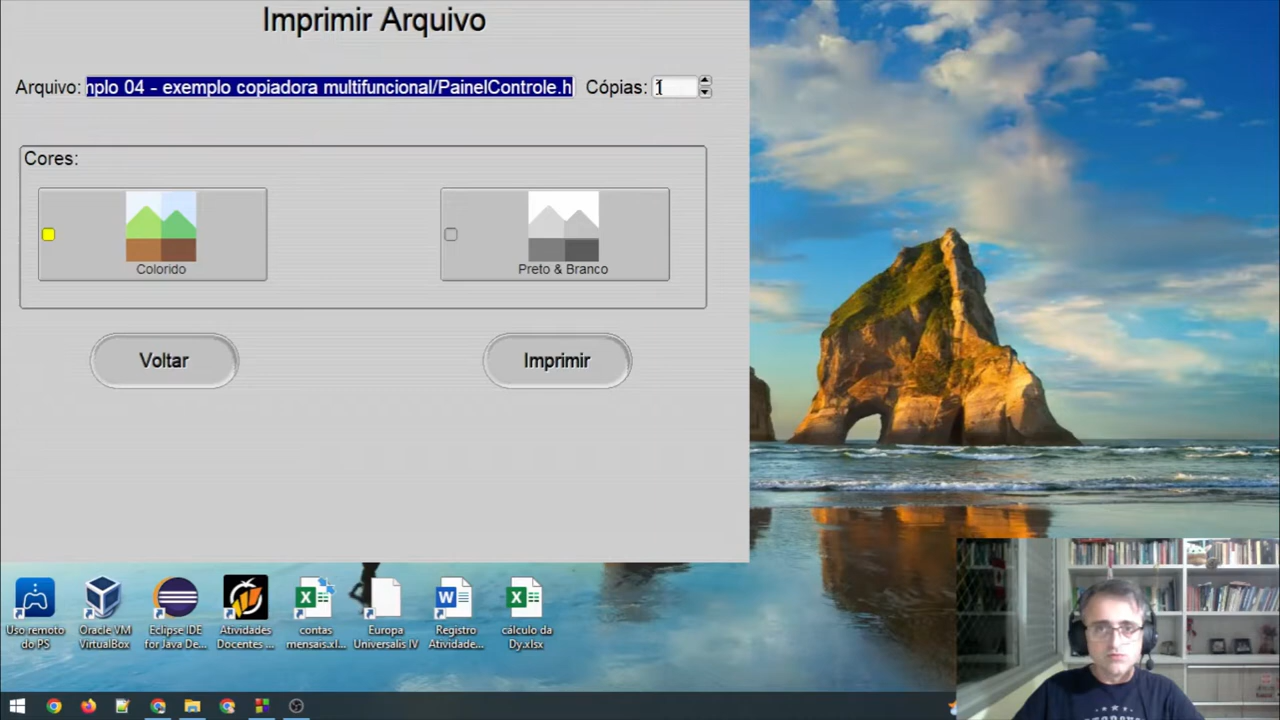 Imprimir Arquivo
Arquivo: nplo 04 - exemplo copiadora multifuncional/PainelControle.h Cópias: 1
Cores:
Colorido Preto & Branco
Voltar Imprimir
Uso remoto do PS
Oracle VM VirtualBox
Eclipse IDE for Java De...
Atividades Docentes ...
contas mensais.xl...
Europa Universalis IV
Registro Atividade...
cálculo da Dy.xlsx